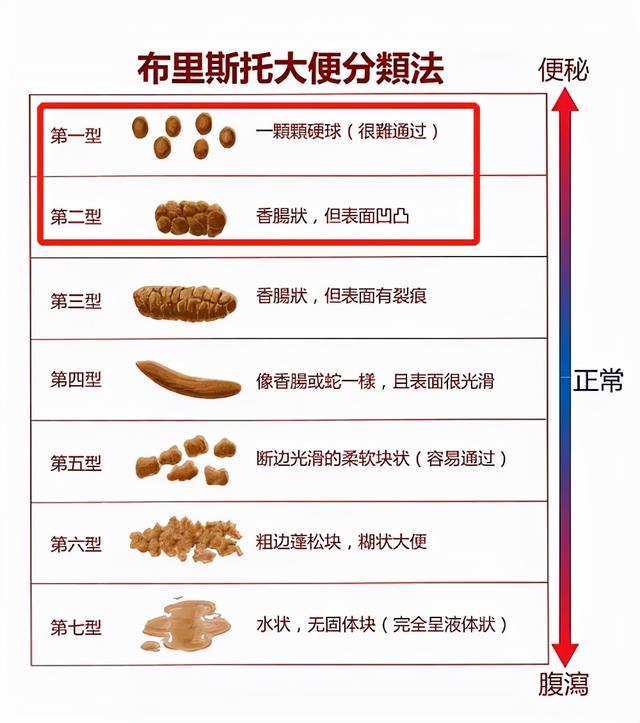 布里斯托大便分類法
便秘
第一型 一顆顆硬球（很難通过）
第二型 香腸狀，但表面凹凸
第三型 香腸狀，但表面有裂痕
第四型 像香腸或蛇一樣，且表面很光滑
正常
第五型 断边光滑的柔软块状（容易通过）
第六型 粗边蓬松块，糊状大便
第七型 水状，无固体块（完全呈液体狀）
腹瀉